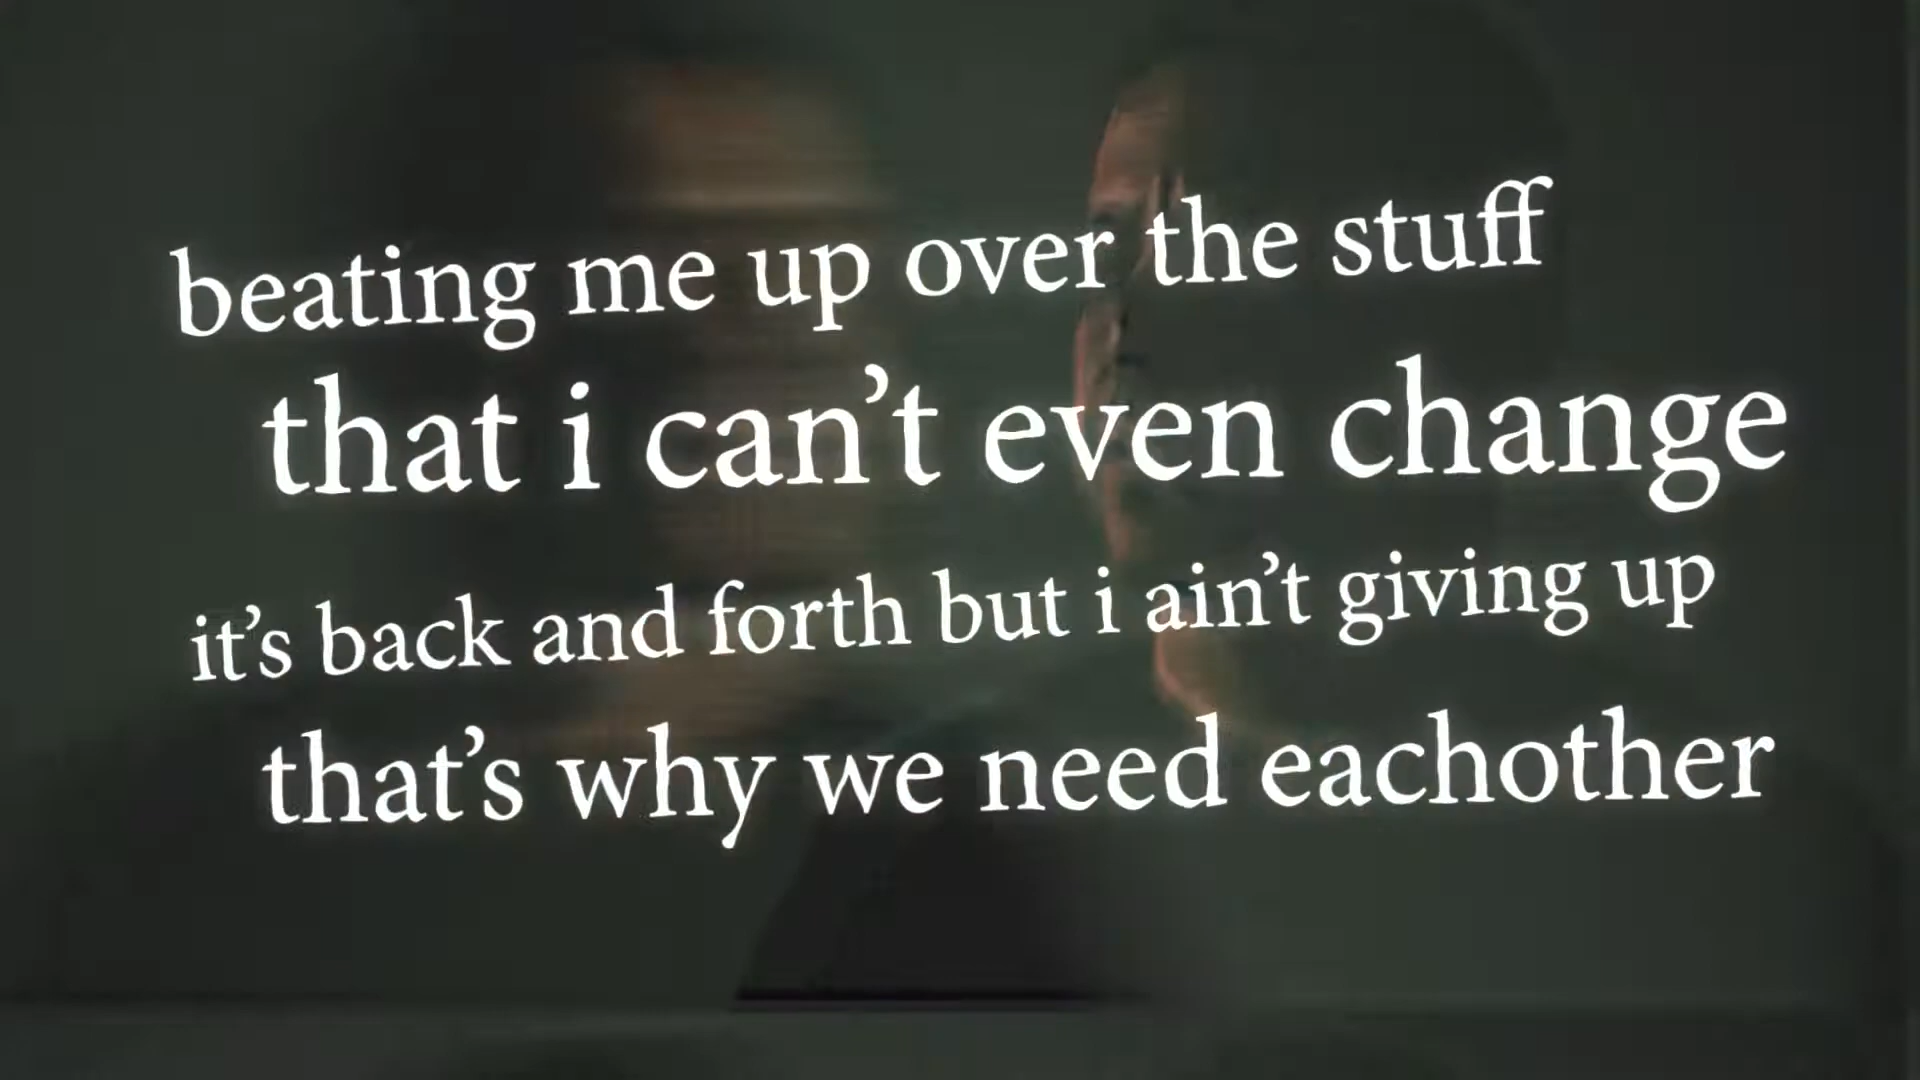 beating me up over the stuff
that i can’t even change
it’s back and forth but i ain’t giving up
that’s why we need eachother